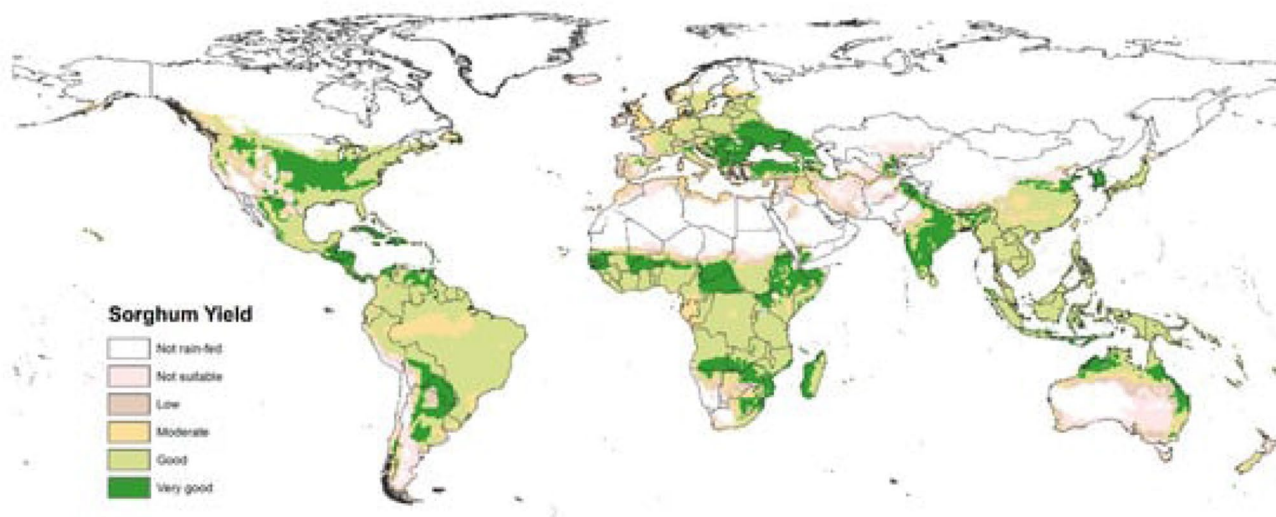 Sorghum Yield
Not rain-fed
Not suitable
Low
Moderate
Good
Very good